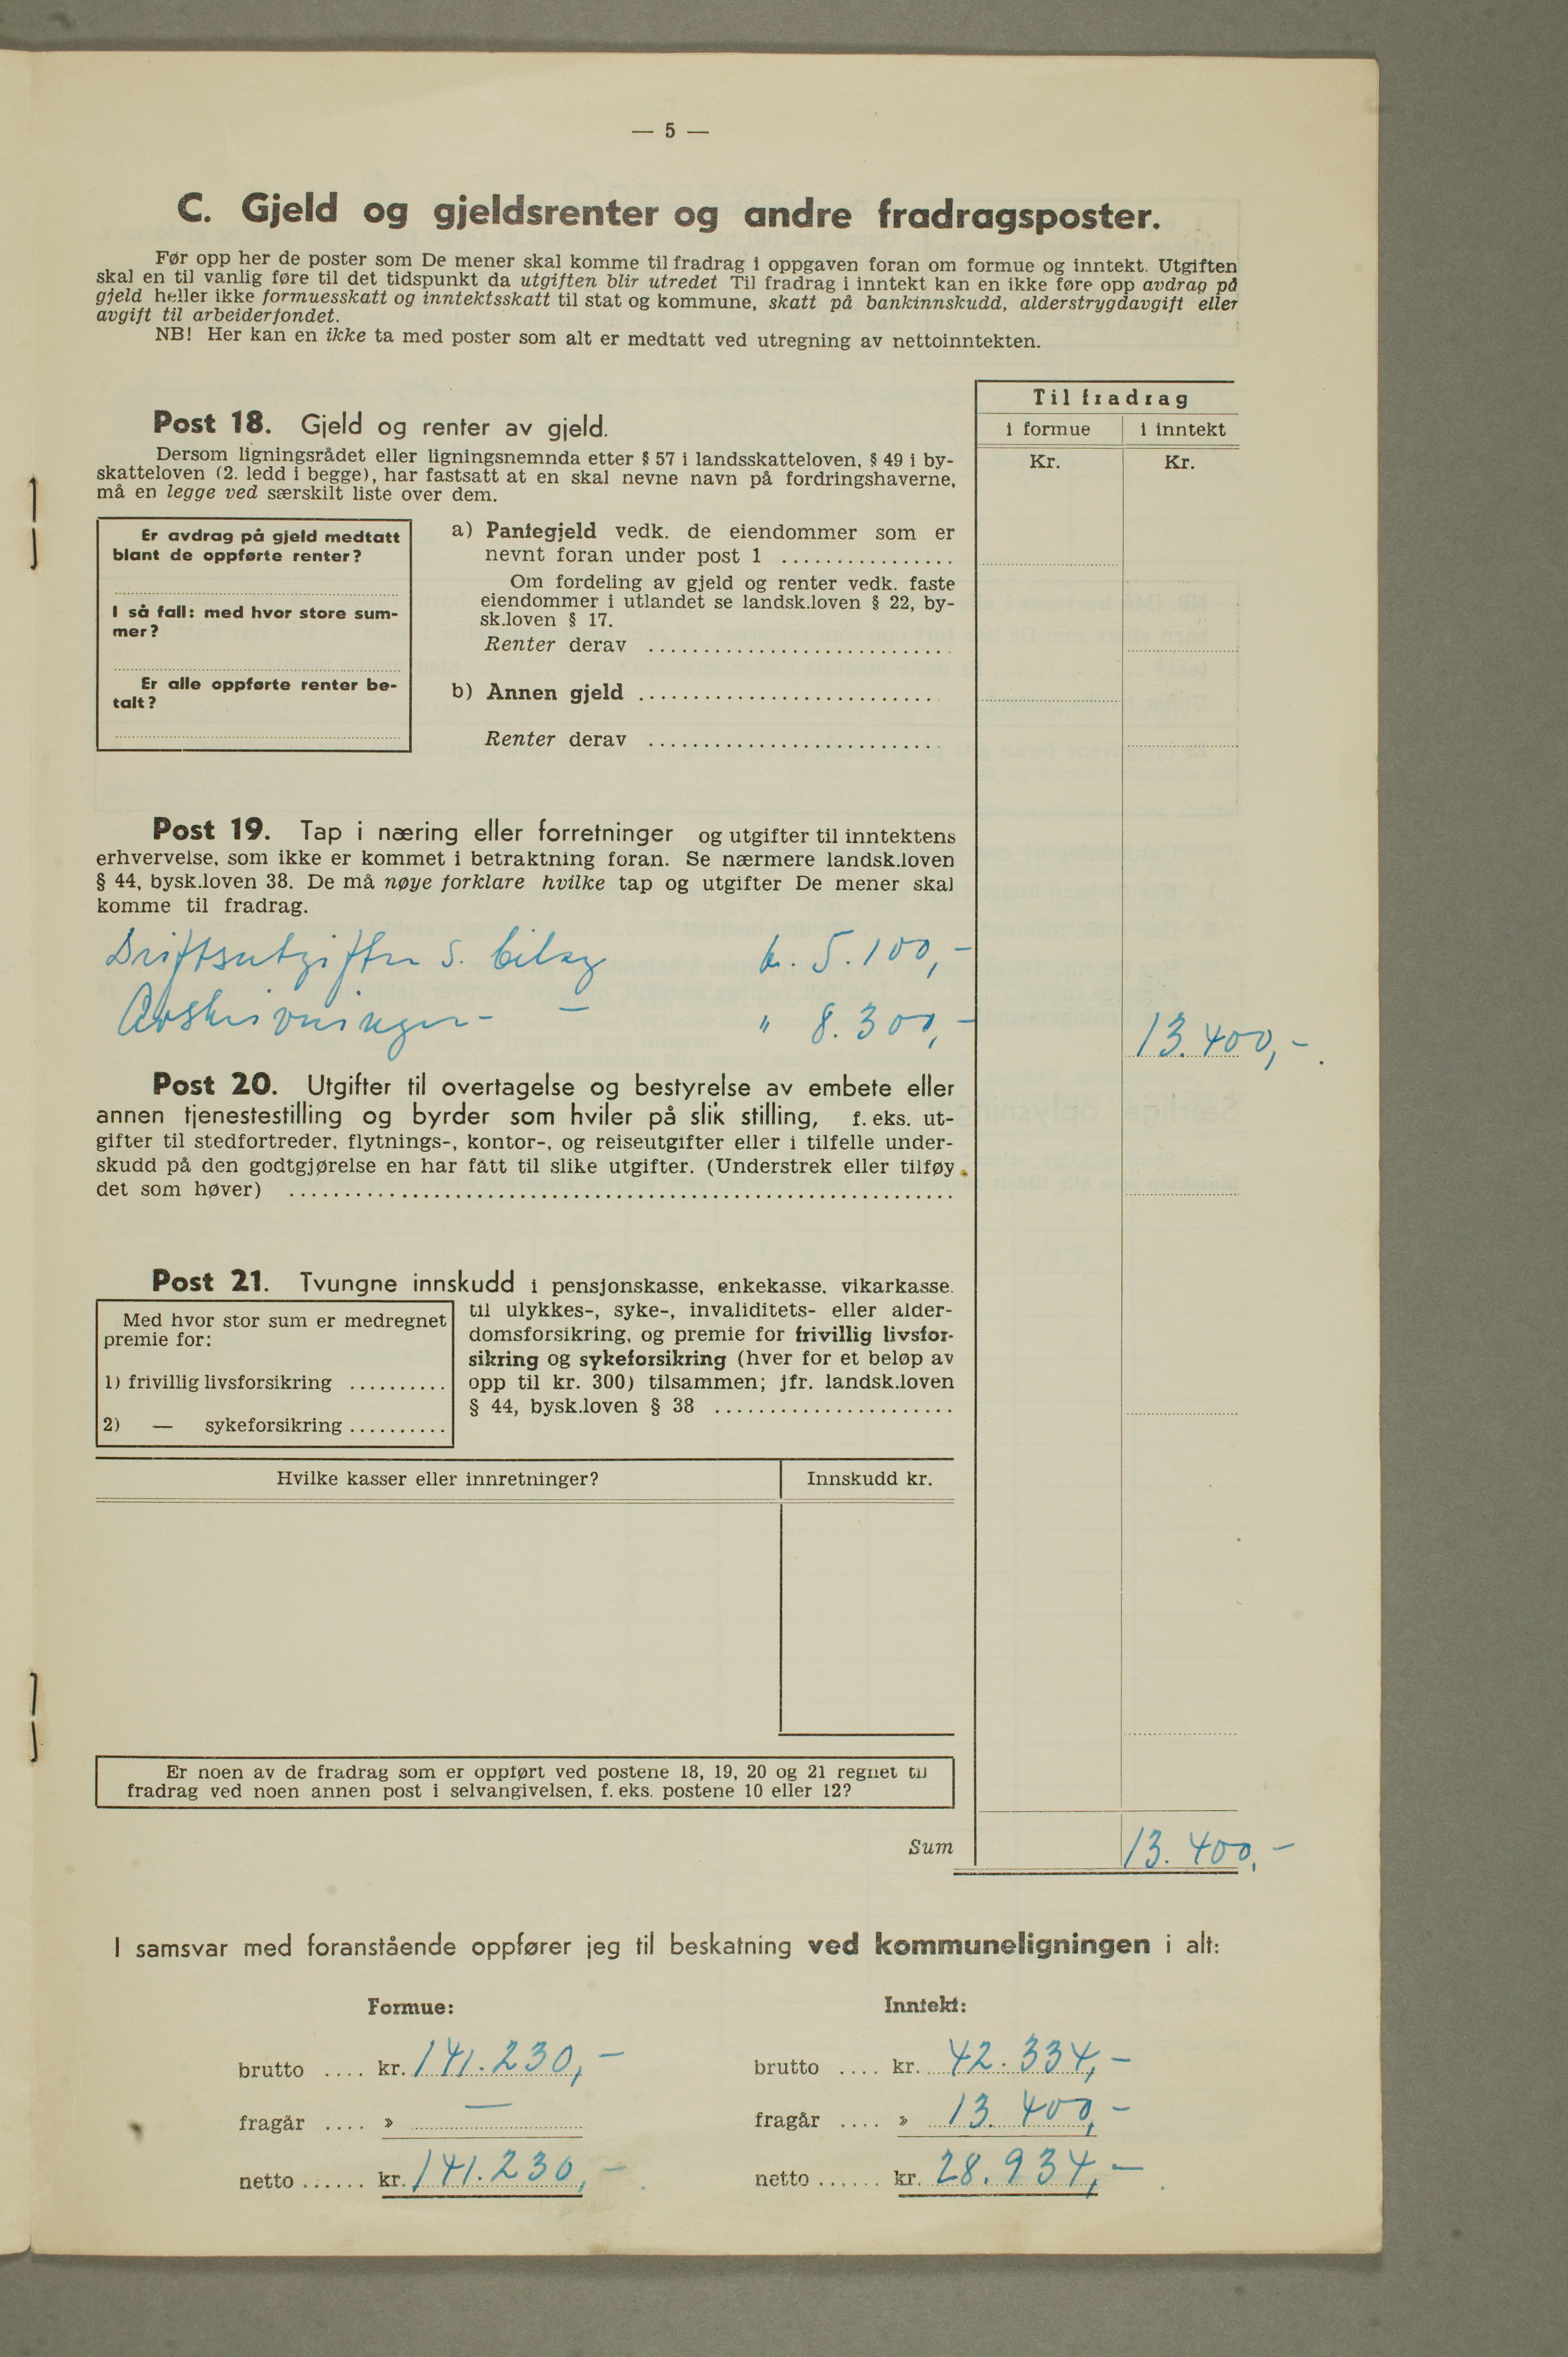 — 5 —
C. Gjeld og gjeldsrenter og andre fradragsposter.
Før opp her de poster som De mener skal komme til fradrag i oppgaven foran om formue og inntekt. Utgiften
skal en til vanlig føre til det tidspunkt da utgiften blir utredet Til fradrag i inntekt kan en ikke føre opp avdrag på
gjeld heller ikke formuesskatt og inntektsskatt til stat og kommune, skatt på bankinnskudd, alderstrygdavgift eller
avgift til arbeiderfondet.
NB! Her kan en ikke ta med poster som alt er medtatt ved utregning av nettoinntekten.
Til fradrag
i formue i inntekt
Kr. Kr.
Post 18. Gjeld og renter av gjeld.
Dersom ligningsrådet eller ligningsnemnda etter § 57 i landsskatteloven, § 49 i by-
skatteloven (2. ledd i begge), har fastsatt at en skal nevne navn på fordringshaverne,
må en legge ved særskilt liste over dem.
Er avdrag på gjeld medtatt
blant de oppførte renter?
I så fall: med hvor store sum-
mer?
Er alle oppførte renter be-
talt?
a) Pantegjeld vedk. de eiendommer som er
nevnt foran under post 1 ................
Om fordeling av gjeld og renter vedk. faste
eiendommer i utlandet se landsk.loven § 22, by-
sk.loven § 17.
Renter derav ...........................
b) Annen gjeld ...........................
Renter derav ...........................
Post 19. Tap i næring eller forretninger og utgifter til inntektens
erhvervelse, som ikke er kommet i betraktning foran. Se nærmere landsk.loven
§ 44, bysk.loven 38. De må nøye forklare hvilke tap og utgifter De mener skal
komme til fradrag.
Driftsutgifter s. bilag kr. 5.100,-
Avskrivninger - — " 8.300,- 13.400,-
Post 20. Utgifter til overtagelse og bestyrelse av embete eller
annen tjenestestilling og byrder som hviler på slik stilling, f. eks. ut-
gifter til stedfortreder, flytnings-, kontor-, og reiseutgifter eller i tilfelle under-
skudd på den godtgjørelse en har fått til slike utgifter. (Understrek eller tilføy
det som høver) ............................................................
Post 21. Tvungne innskudd i pensjonskasse, enkekasse, vikarkasse.
til ulykkes-, syke-, invaliditets- eller alder-
domsforsikring, og premie for frivillig livsfor-
sikring og sykeforsikring (hver for et beløp av
opp til kr. 300) tilsammen; jfr. landsk.loven
§ 44, bysk.loven § 38 ......................
Med hvor stor sum er medregnet
premie for:
1) frivillig livsforsikring ..........
2) — sykeforsikring ..........
Hvilke kasser eller innretninger? Innskudd kr.
Er noen av de fradrag som er oppført ved postene 18, 19, 20 og 21 regnet til
fradrag ved noen annen post i selvangivelsen, f. eks. postene 10 eller 12?
Sum 13.400,-
I samsvar med foranstående oppfører jeg til beskatning ved kommuneligningen i alt:
Formue: Inntekt:
brutto .... kr. 141.230,- brutto .... kr. 42.334,-
fragår .... » — fragår .... » 13.400,-
netto ...... kr. 141.230,- netto ...... kr. 28.934,-